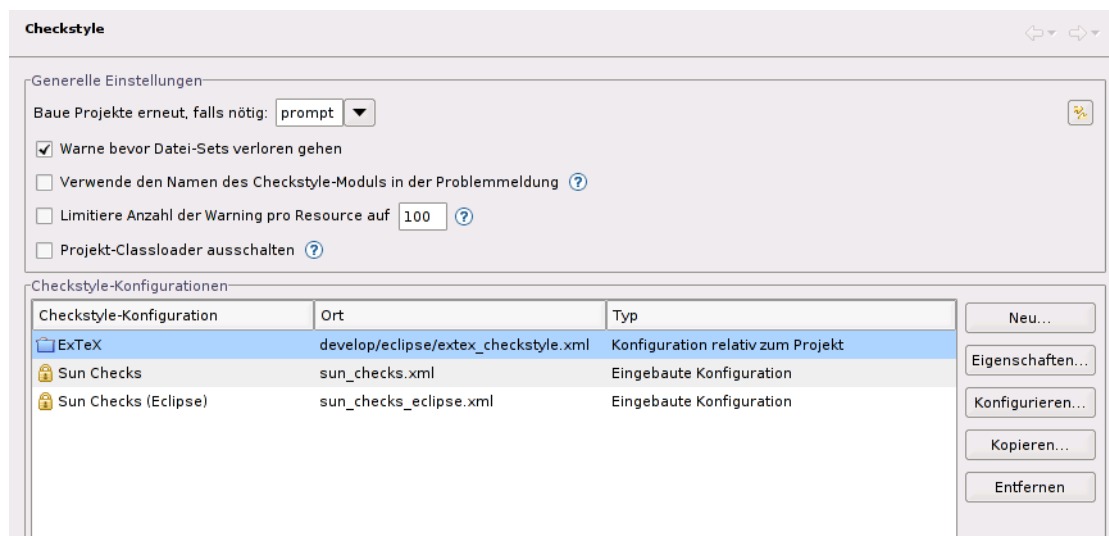 Checkstyle
Generelle Einstellungen
Baue Projekte erneut, falls nötig: prompt
Warne bevor Datei-Sets verloren gehen
Verwende den Namen des Checkstyle-Moduls in der Problemmeldung
Limitiere Anzahl der Warning pro Resource auf 100
Projekt-Classloader ausschalten
Checkstyle-Konfigurationen
Checkstyle-Konfiguration Ort Typ
ExTeX develop/eclipse/extex_checkstyle.xml Konfiguration relativ zum Projekt
Sun Checks sun_checks.xml Eingebaute Konfiguration
Sun Checks (Eclipse) sun_checks_eclipse.xml Eingebaute Konfiguration
Neu...
Eigenschaften...
Konfigurieren...
Kopieren...
Entfernen